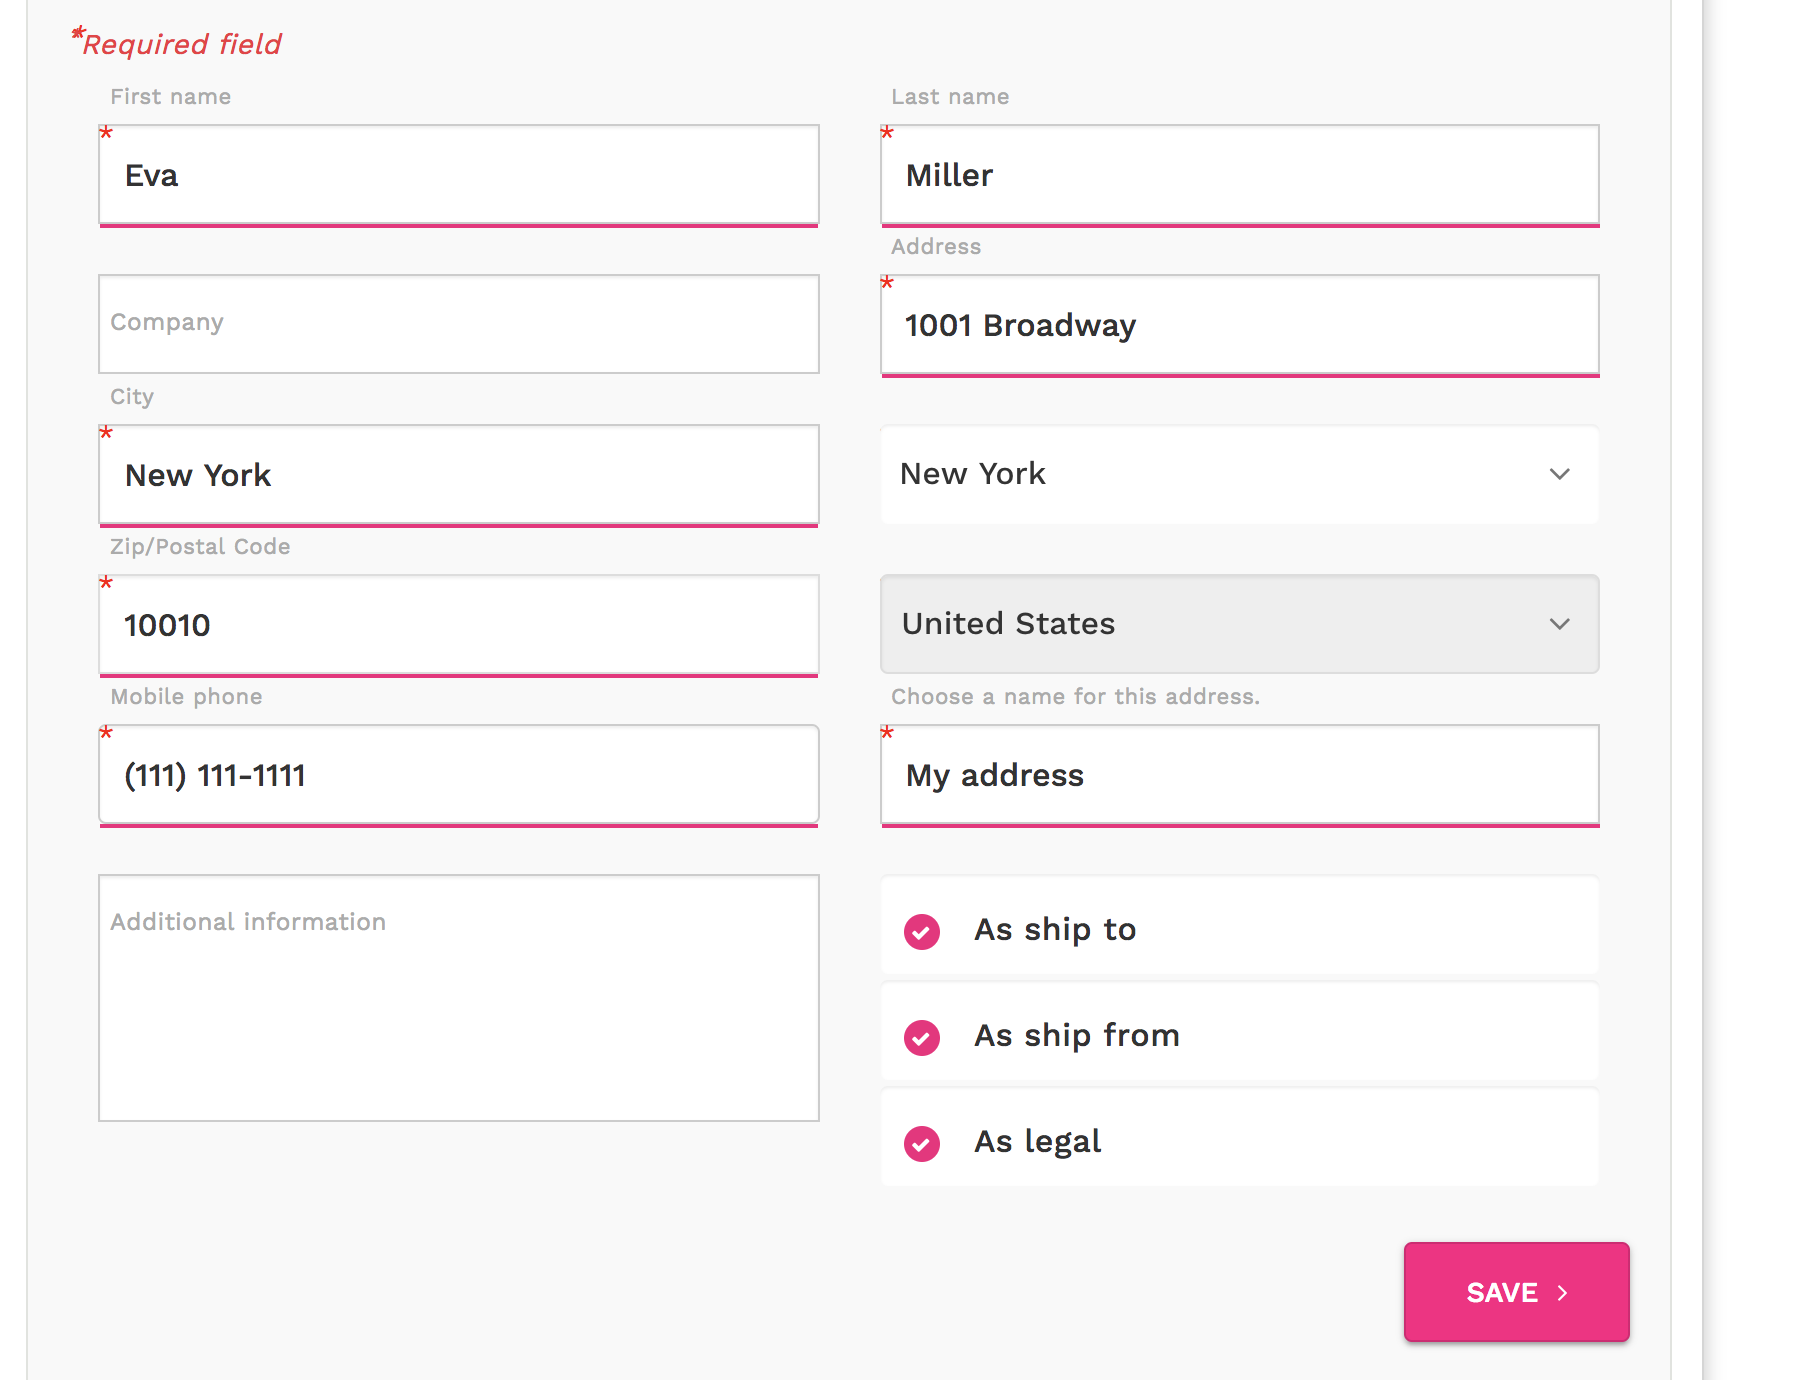 *Required field
First name
Last name
*
Eva
*
Miller
Address
Company
*
1001 Broadway
City
*
New York
New York
Zip/Postal Code
*
10010
United States
Mobile phone
Choose a name for this address.
*
(111) 111-1111
*
My address
Additional information
As ship to
As ship from
As legal
SAVE